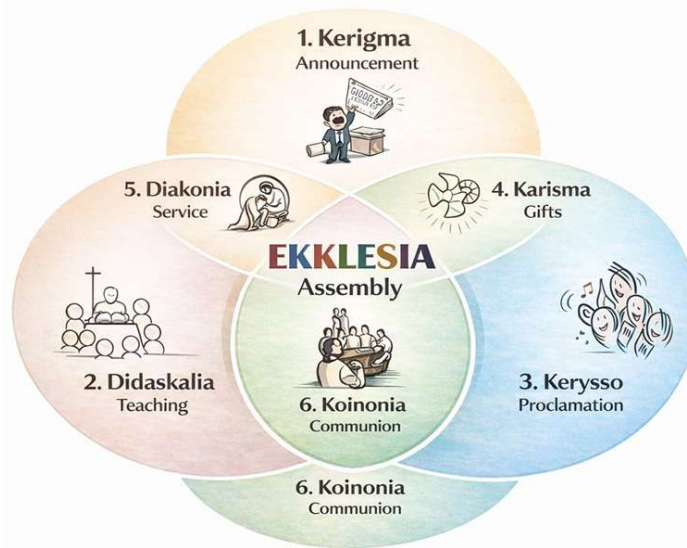 1. Kerigma
Announcement
5. Diakonia
Service
4. Karisma
Gifts
EKKLESIA
Assembly
2. Didaskalia
Teaching
6. Koinonia
Communion
3. Kerysso
Proclamation
6. Koinonia
Communion